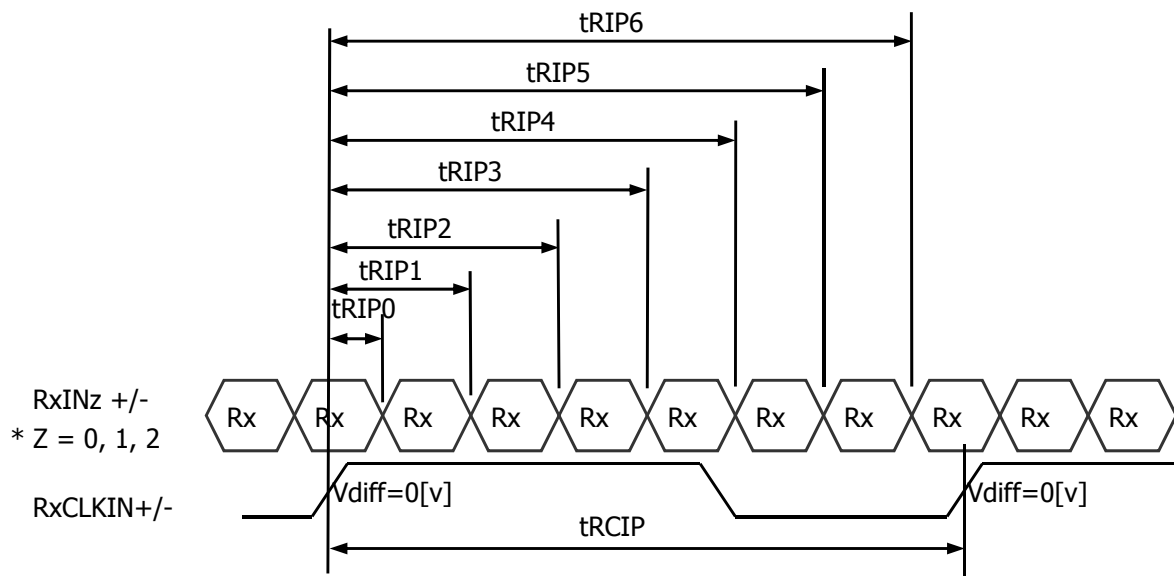 tRIP6
tRIP5
tRIP4
tRIP3
tRIP2
tRIP1
tRIP0
RxINz +/-
* Z = 0, 1, 2
Rx Rx Rx Rx Rx Rx Rx Rx Rx Rx Rx
RxCLKIN+/-
Vdiff=0[v] Vdiff=0[v]
tRCIP